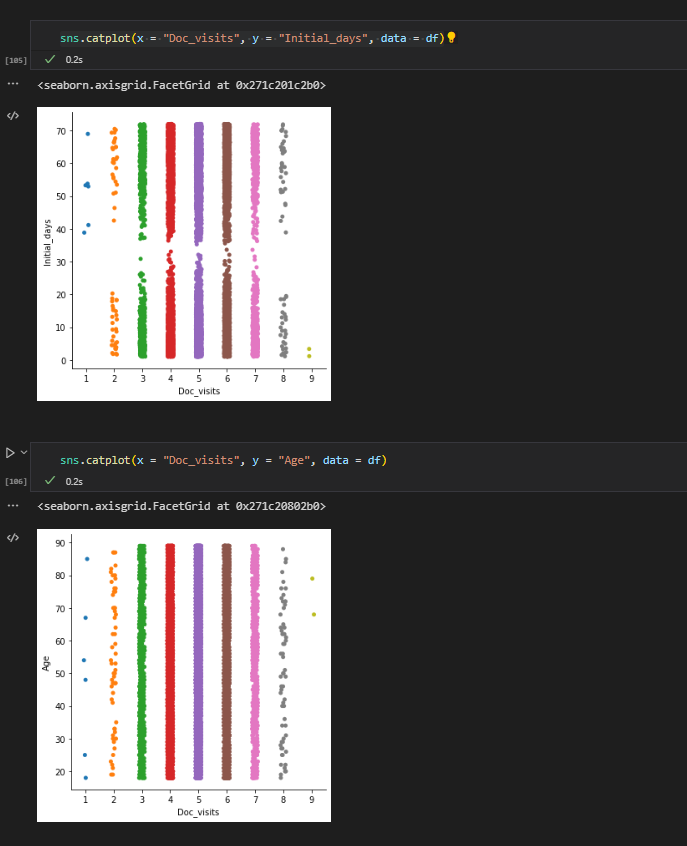 sns.catplot(x = "Doc_visits", y = "Initial_days", data = df)
[105]
0.2s
...
<seaborn.axisgrid.FacetGrid at 0x271c201c2b0>
</>
70
60
50
40
30
20
10
0
Initial_days
1 2 3 4 5 6 7 8 9
Doc_visits
sns.catplot(x = "Doc_visits", y = "Age", data = df)
[106]
0.2s
...
<seaborn.axisgrid.FacetGrid at 0x271c20802b0>
</>
90
80
70
60
50
40
30
20
Age
1 2 3 4 5 6 7 8 9
Doc_visits